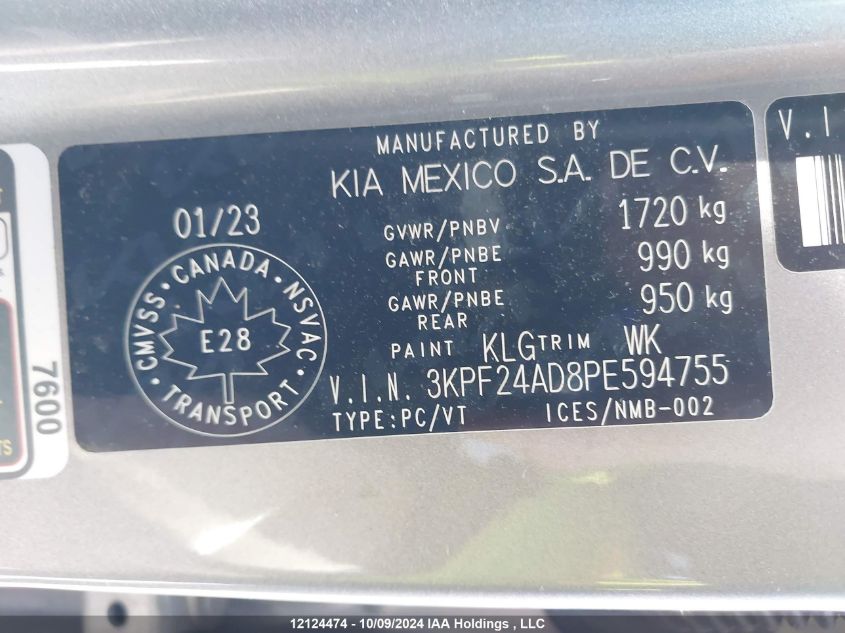 MANUFACTURED BY
KIA MEXICO S.A. DE C.V.
01/23
GVWR/PNBV 1720 kg
GAWR/PNBE FRONT 990 kg
GAWR/PNBE REAR 950 kg
PAINT KLG TRIM WK
V.I.N. 3KPF24AD8PE594755
TYPE:PC/VT ICES/NMB-002
CANADA
CMVSS • NSVAC
E28
TRANSPORT
7600
V.I
TS
12124474 - 10/09/2024 IAA Holdings , LLC